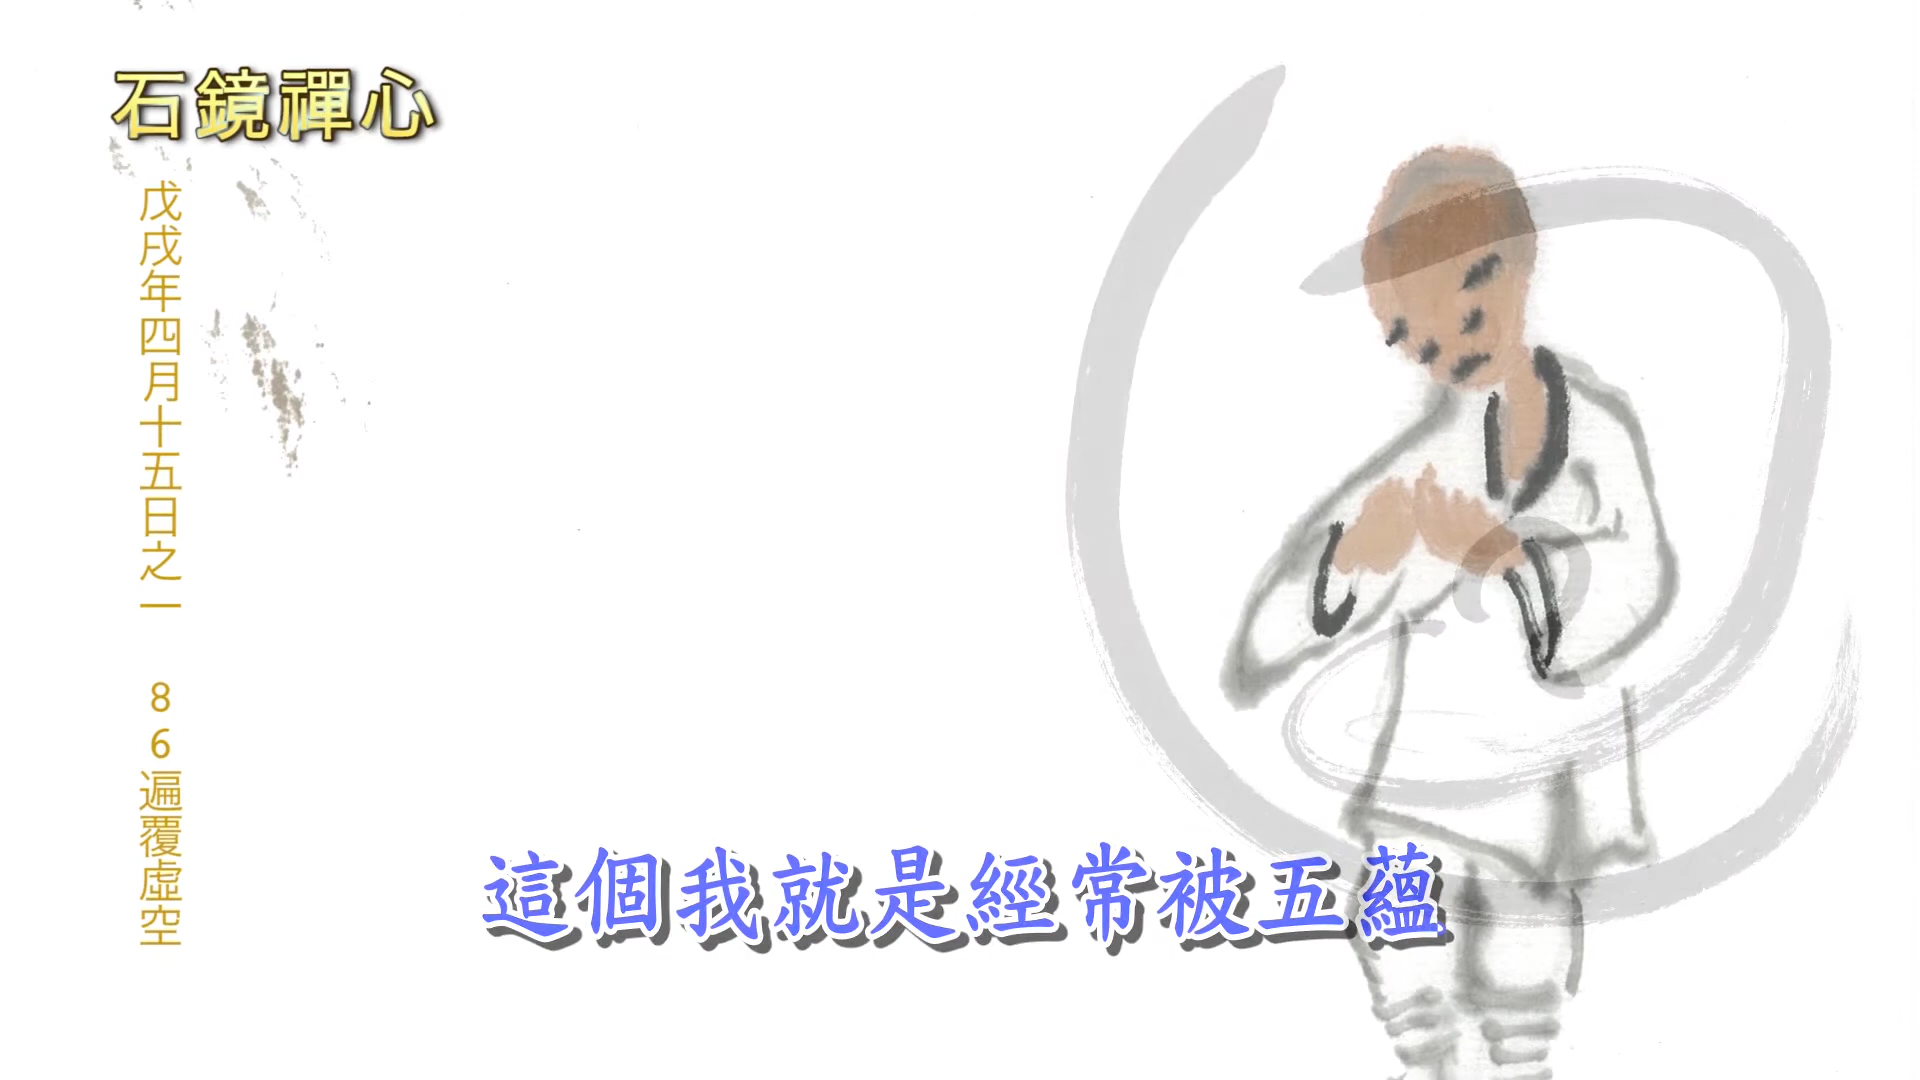 石鏡禪心
戊戌年四月十五日之一 86遍覆虛空
這個我就是經常被五蘊